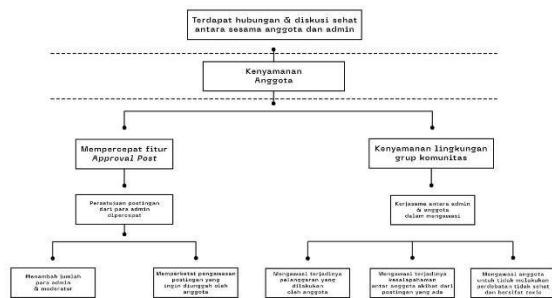 Terdapat hubungan & diskusi sehat
antara sesama anggota dan admin
Kenyamanan
Anggota
Mempercepat fitur
Approval Post
Kenyamanan lingkungan
grup komunitas
Persetujuan postingan
dari para admin
dipercepat
Kerjasama antara admin
& anggota
dalam mengawasi
Menambah jumlah
para admin
& moderator
Memperketat pengawasan
postingan yang
ingin diunggah oleh
anggota
Mengawasi terjadinya
pelanggaran yang
dilakukan
oleh anggota
Mengawasi terjadinya
kesalapahaman
antar anggota akibat dari
postingan yang ada
Mengawasi anggota
untuk tidak melakukan
perdebatan tidak sehat
dan bersifat toxic